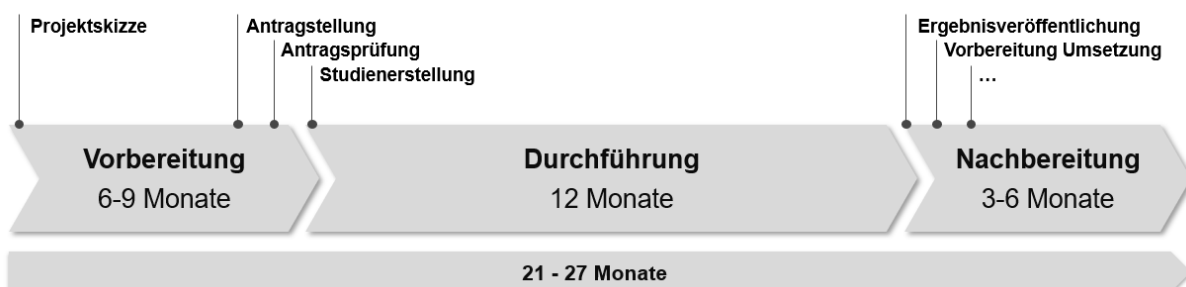 Projektskizze
Antragstellung
Antragsprüfung
Studienerstellung
Ergebnisveröffentlichung
Vorbereitung Umsetzung
...
Vorbereitung
6-9 Monate
Durchführung
12 Monate
Nachbereitung
3-6 Monate
21 - 27 Monate